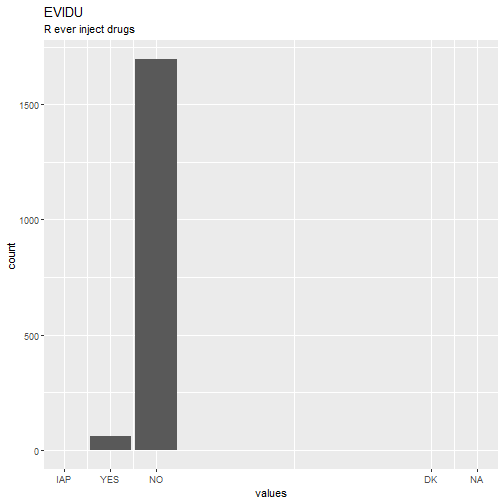 EVIDU
R ever inject drugs
1500
1000
500
0
count
IAP YES NO DK NA
values